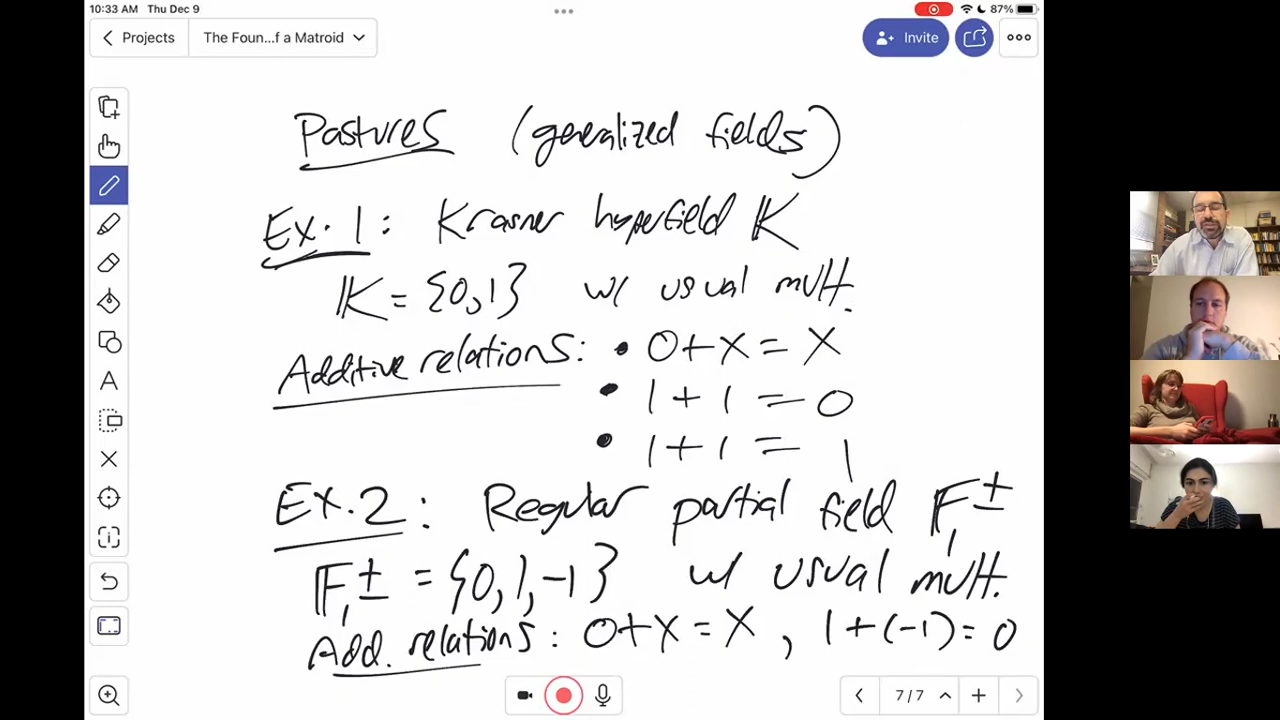 10:33 AM Thu Dec 9
87%
Projects
The Foun...f a Matroid
Invite
Pastures (generalized fields)
Ex. 1: Krasner hyperfield 𝕂
𝕂 = {0,1} w/ usual mult.
Additive relations: • 0+x=x
• 1+1=0
• 1+1=1
Ex. 2: Regular partial field 𝔽₁±
𝔽₁± = {0,1,-1} w/ usual mult.
Add. relations: 0+x=x, 1+(-1)=0
A
7/7